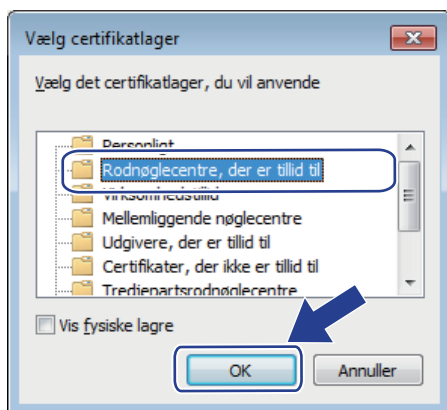 Vælg certifikatlager
Vælg det certifikatlager, du vil anvende
Personligt
Rodnøglecentre, der er tillid til
Virksomhedstillid
Mellemliggende nøglecentre
Udgivere, der er tillid til
Certifikater, der ikke er tillid til
Tredjepartsrodnøglecentre
Vis fysiske lagre
OK
Annuller